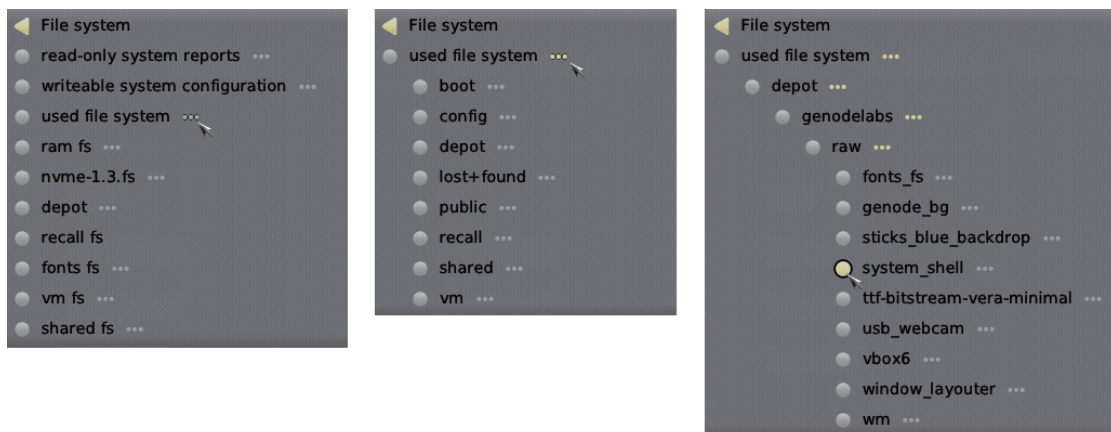 File system
read-only system reports ...
writeable system configuration ...
used file system ...
ram fs ...
nvme-1.3.fs ...
depot ...
recall fs
fonts fs ...
vm fs ...
shared fs ...
File system
used file system ...
boot ...
config ...
depot ...
lost+found ...
public ...
recall ...
shared ...
vm ...
File system
used file system ...
depot ...
genodelabs ...
raw ...
fonts_fs ...
genode_bg ...
sticks_blue_backdrop ...
system_shell ...
ttf-bitstream-vera-minimal ...
usb_webcam ...
vbox6 ...
window_layouter ...
wm ...